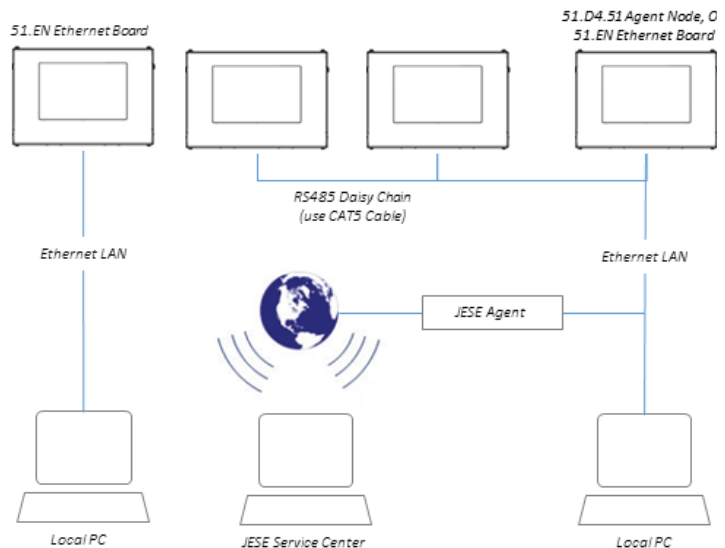 51.EN Ethernet Board
51.D4.51 Agent Node, O
51.EN Ethernet Board
RS485 Daisy Chain
(use CAT5 Cable)
Ethernet LAN
Ethernet LAN
JESE Agent
Local PC
JESE Service Center
Local PC